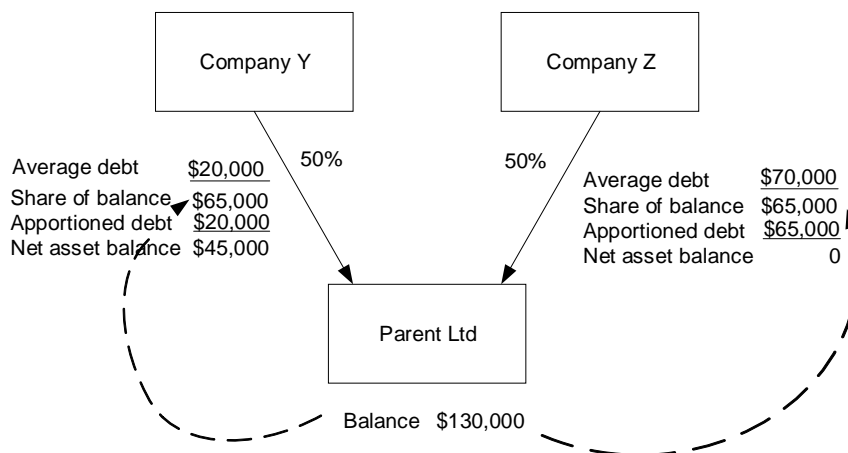 Company Y
Company Z
50%
50%
Average debt $20,000
Share of balance $65,000
Apportioned debt $20,000
Net asset balance $45,000
Average debt $70,000
Share of balance $65,000
Apportioned debt $65,000
Net asset balance 0
Parent Ltd
Balance $130,000